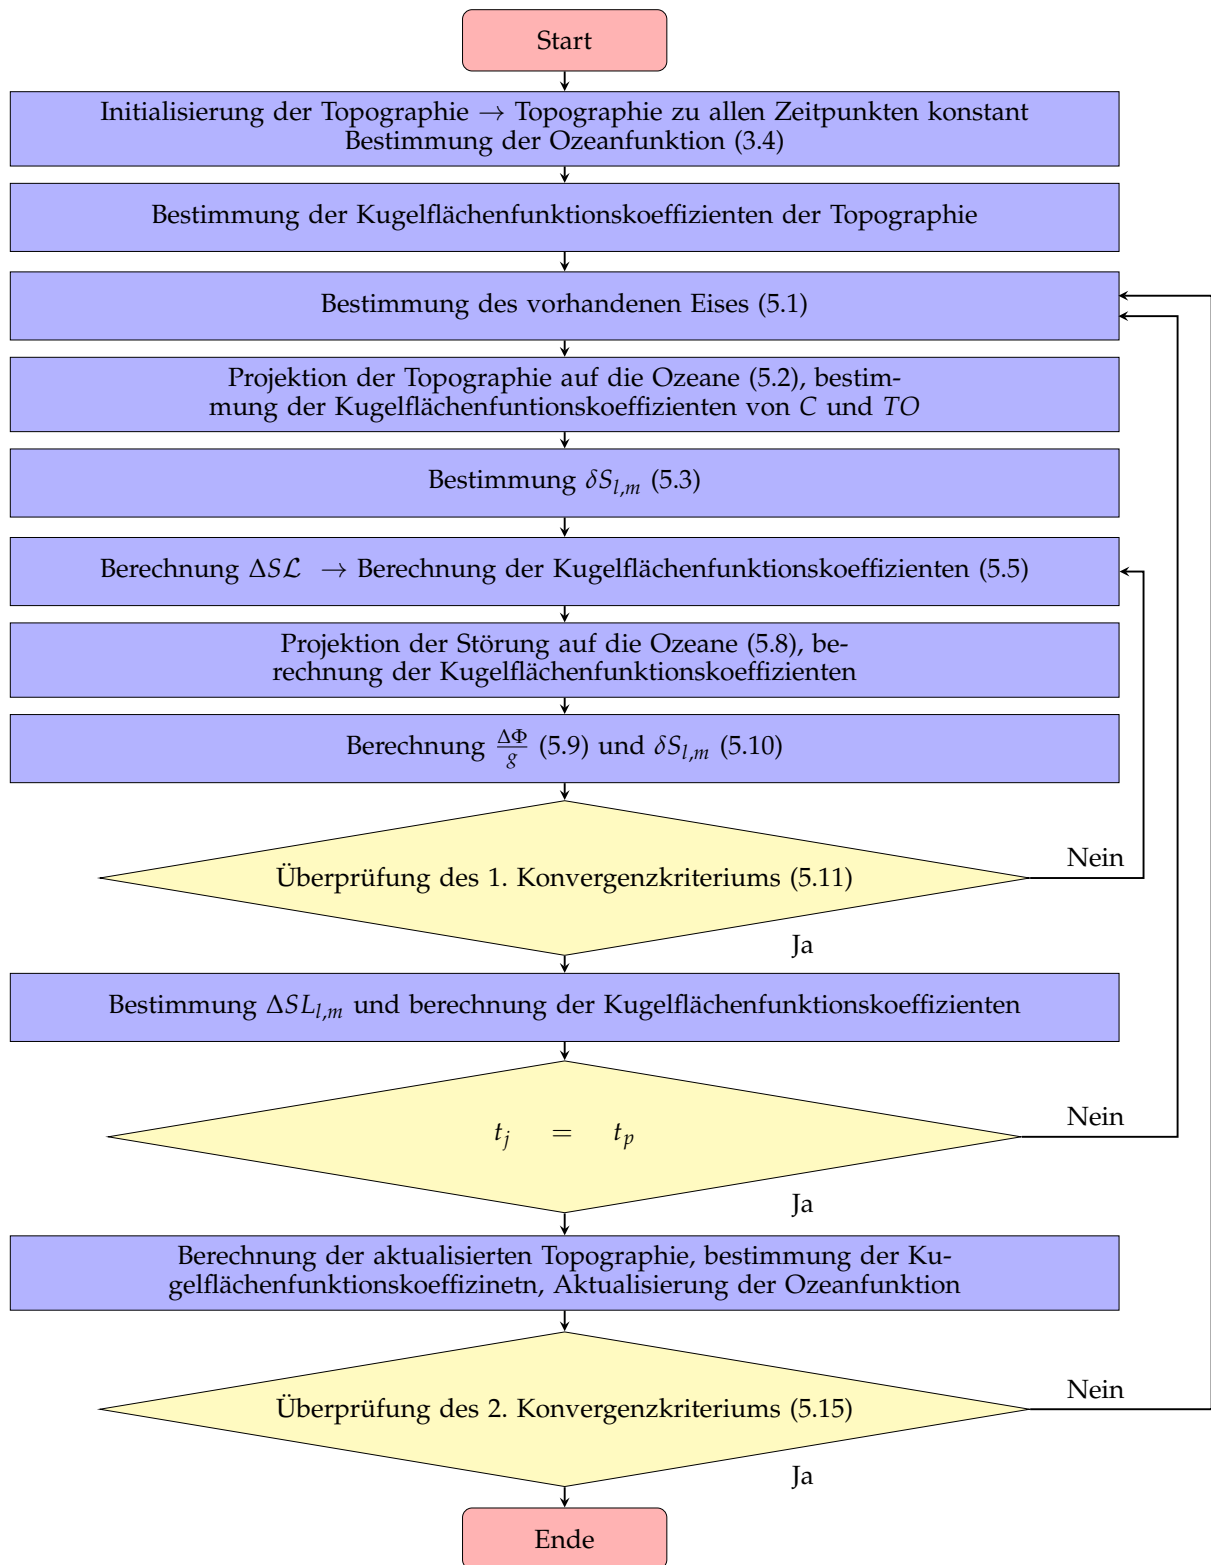 Start
Initialisierung der Topographie → Topographie zu allen Zeitpunkten konstant
Bestimmung der Ozeanfunktion (3.4)
Bestimmung der Kugelflächenfunktionskoeffizienten der Topographie
Bestimmung des vorhandenen Eises (5.1)
Projektion der Topographie auf die Ozeane (5.2), bestim-
mung der Kugelflächenfuntionskoeffizienten von C und TO
Bestimmung δS_{l,m} (5.3)
Berechnung ΔSℒ → Berechnung der Kugelflächenfunktionskoeffizienten (5.5)
Projektion der Störung auf die Ozeane (5.8), be-
rechnung der Kugelflächenfunktionskoeffizienten
Berechnung ΔΦ/g (5.9) und δS_{l,m} (5.10)
Überprüfung des 1. Konvergenzkriteriums (5.11)
Nein
Ja
Bestimmung ΔSL_{l,m} und berechnung der Kugelflächenfunktionskoeffizienten
t_j = t_p
Nein
Ja
Berechnung der aktualisierten Topographie, bestimmung der Ku-
gelflächenfunktionskoeffizinetn, Aktualisierung der Ozeanfunktion
Überprüfung des 2. Konvergenzkriteriums (5.15)
Nein
Ja
Ende